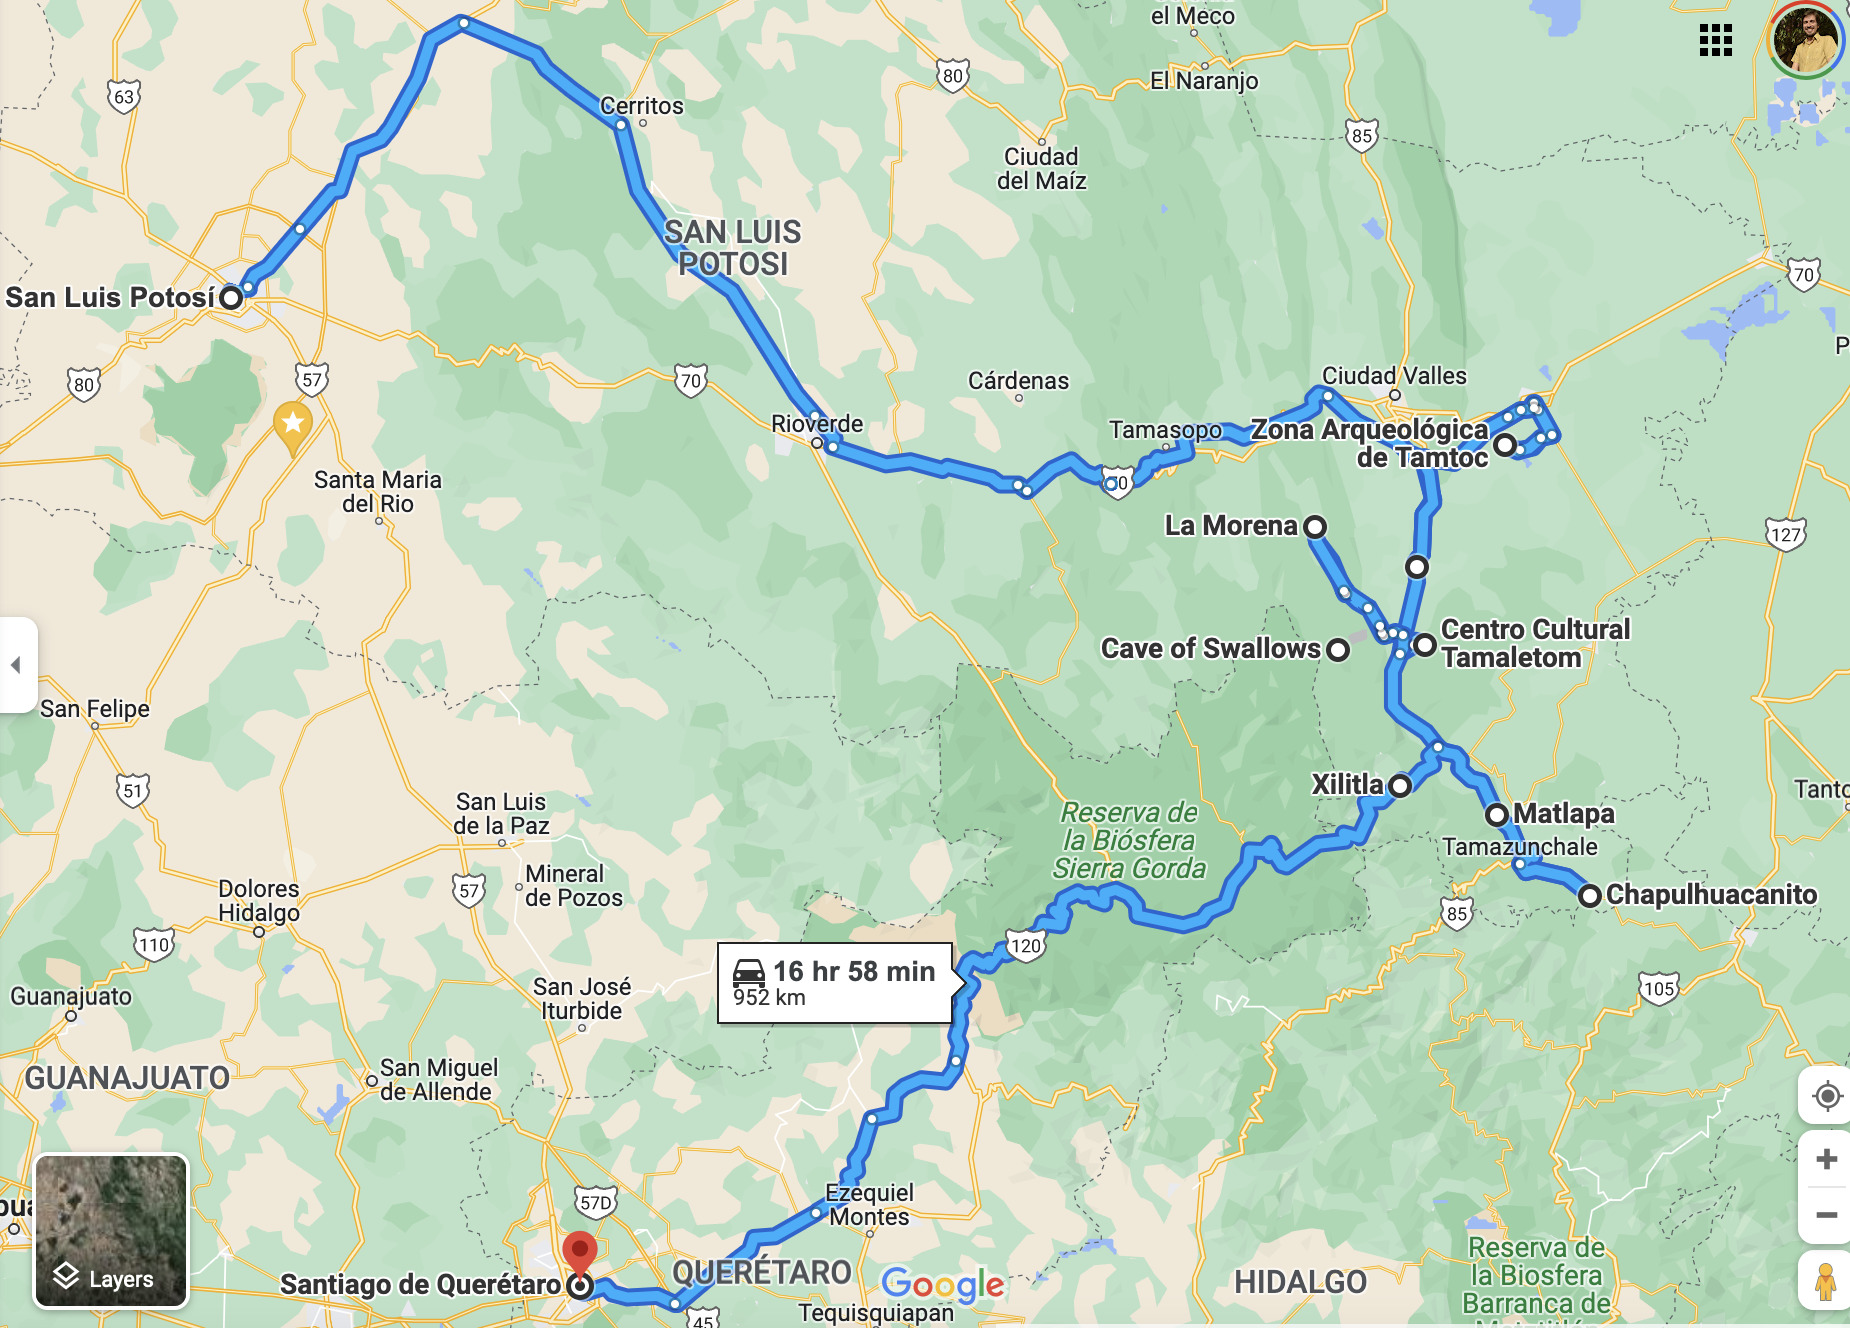 el Meco
El Naranjo
80
63
Cerritos
85
Ciudad
del Maíz
SAN LUIS
POTOSI
70
San Luis Potosí
80
57
70
Cárdenas
Ciudad Valles
Rioverde
Tamasopo
Zona Arqueológica
de Tamtoc
Santa Maria
del Rio
La Morena
127
Cave of Swallows
Centro Cultural
Tamaletom
San Felipe
51
Xilitla
Matlapa
Tamazunchale
Chapulhuacanito
Tanto
Reserva de
la Biósfera
Sierra Gorda
San Luis
de la Paz
57
Mineral
de Pozos
Dolores
Hidalgo
110
85
120
105
16 hr 58 min
952 km
San José
Iturbide
Guanajuato
GUANAJUATO
San Miguel
de Allende
57D
Ezequiel
Montes
Santiago de Querétaro
QUERÉTARO
Google
HIDALGO
45
Tequisquiapan
Reserva de
la Biosfera
Barranca de
Layers